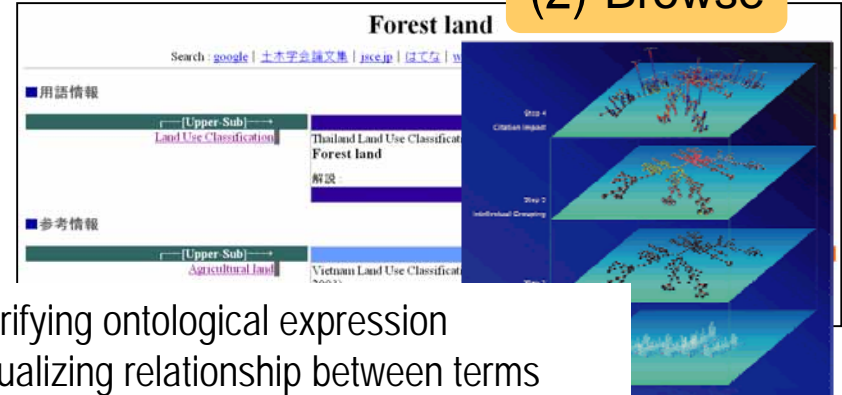 (2) Browse
Forest land
Search : google | 土木学会論文集 | jsce.jp | はてな | w
■用語情報
┌──[Upper-Sub]──→
Land Use Classification
Thailand Land Use Classificat
Forest land
解説 :
■参考情報
┌──[Upper-Sub]──→
Agricultural land
Vietnam Land Use Classificati
Step 4
Citation Impact
Step 3
Intellectual Grouping
rifying ontological expression
ualizing relationship between terms